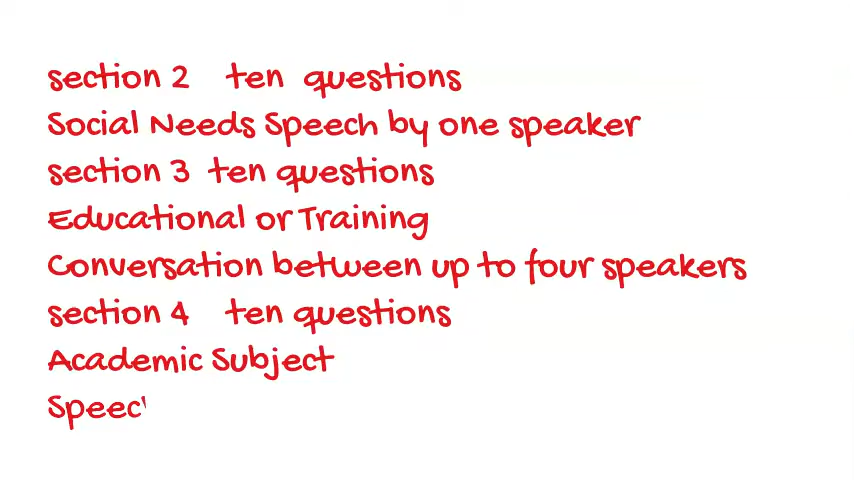 section 2 ten questions
Social Needs Speech by one speaker
section 3 ten questions
Educational or Training
Conversation between up to four speakers
section 4 ten questions
Academic Subject
Speec